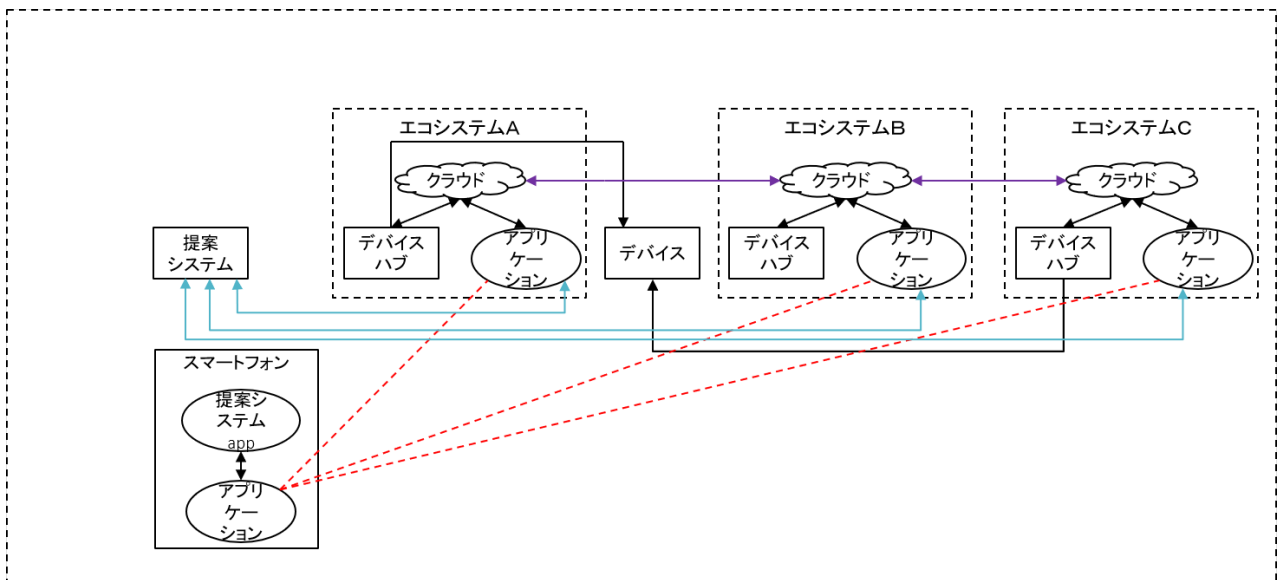 エコシステムA
エコシステムB
エコシステムC
クラウド
クラウド
クラウド
提案
システム
デバイス
ハブ
アプリ
ケー
ション
デバイス
デバイス
ハブ
アプリ
ケー
ション
デバイス
ハブ
アプリ
ケー
ション
スマートフォン
提案シ
ステム
app
アプリ
ケー
ション